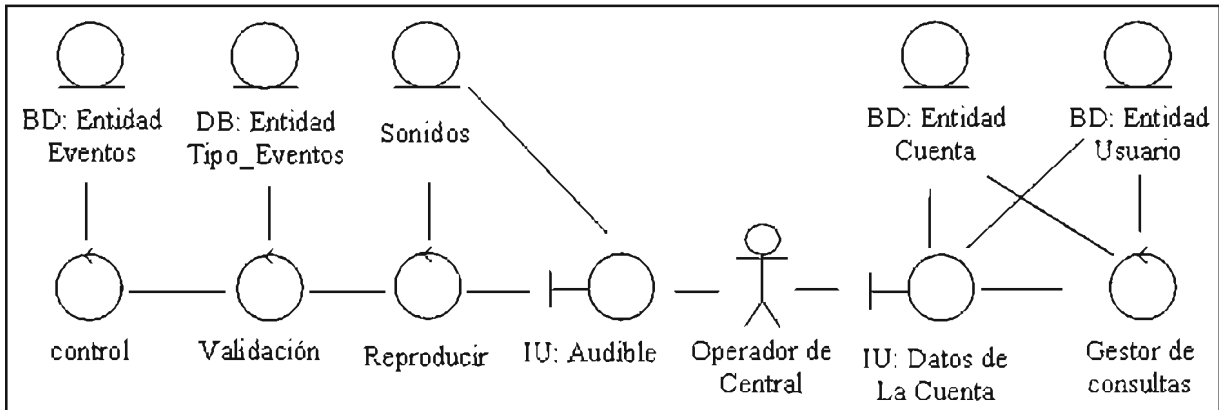 BD: Entidad
Eventos
DB: Entidad
Tipo_Eventos
Sonidos
BD: Entidad
Cuenta
BD: Entidad
Usuario
control
Validación
Reproducir
IU: Audible
Operador de
Central
IU: Datos de
La Cuenta
Gestor de
consultas